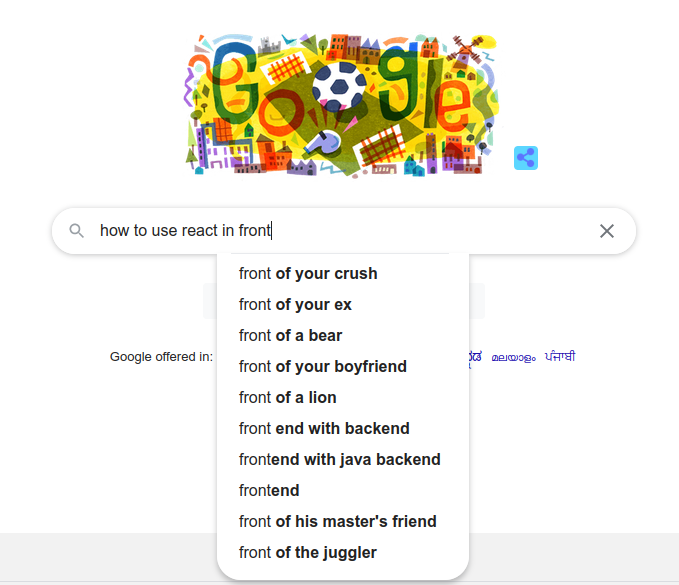 Google
how to use react in front
front of your crush
front of your ex
front of a bear
Google offered in:
front of your boyfriend
മലയാളം ਪੰਜਾਬੀ
front of a lion
front end with backend
frontend with java backend
frontend
front of his master's friend
front of the juggler